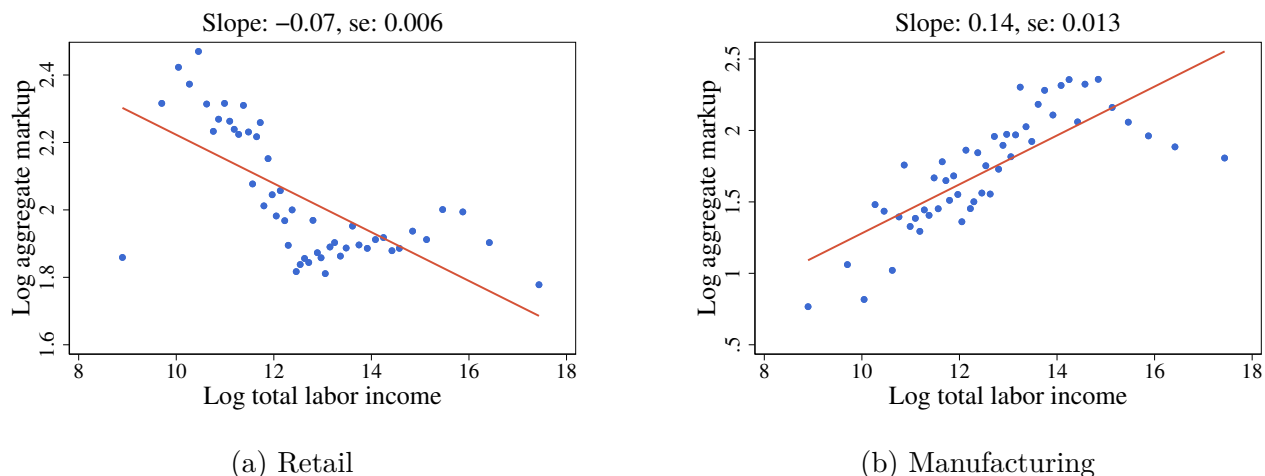 Slope: −0.07, se: 0.006
Log aggregate markup
2.4
2.2
2
1.8
1.6
8 10 12 14 16 18
Log total labor income
(a) Retail
Slope: 0.14, se: 0.013
Log aggregate markup
2.5
2
1.5
1
.5
8 10 12 14 16 18
Log total labor income
(b) Manufacturing